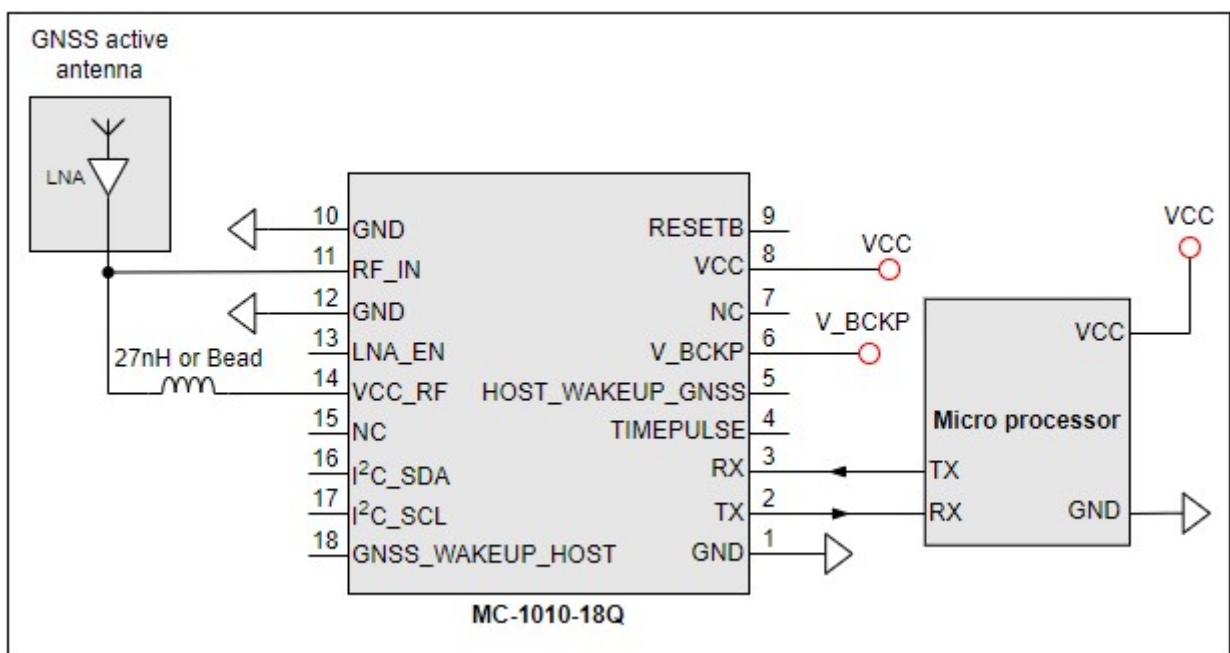 GNSS active
antenna
LNA
27nH or Bead
10
GND
11
RF_IN
12
GND
13
LNA_EN
14
VCC_RF
15
NC
16
I²C_SDA
17
I²C_SCL
18
GNSS_WAKEUP_HOST
RESETB
9
VCC
8
NC
7
V_BCKP
6
HOST_WAKEUP_GNSS
5
TIMEPULSE
4
RX
3
TX
2
GND
1
MC-1010-18Q
VCC
V_BCKP
VCC
VCC
Micro processor
TX
RX
GND